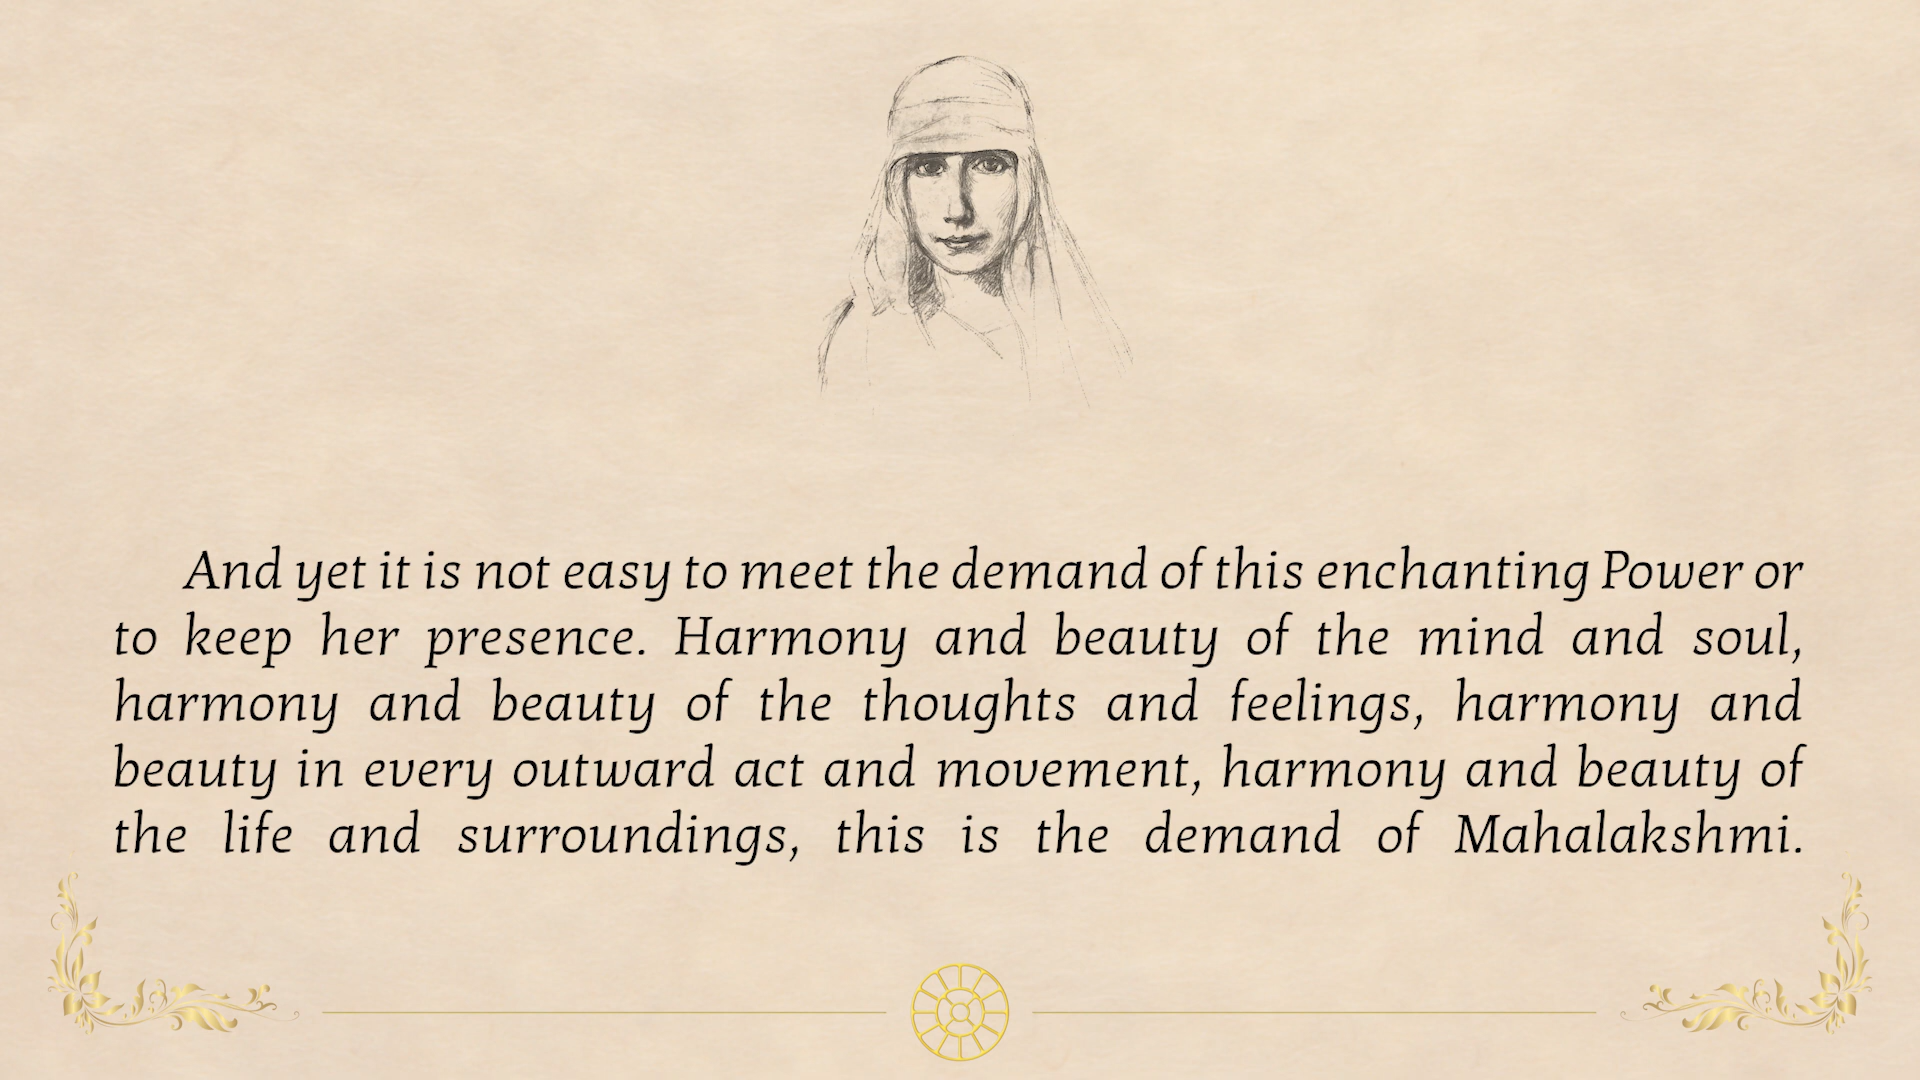 And yet it is not easy to meet the demand of this enchanting Power or
to keep her presence. Harmony and beauty of the mind and soul,
harmony and beauty of the thoughts and feelings, harmony and
beauty in every outward act and movement, harmony and beauty of
the life and surroundings, this is the demand of Mahalakshmi.